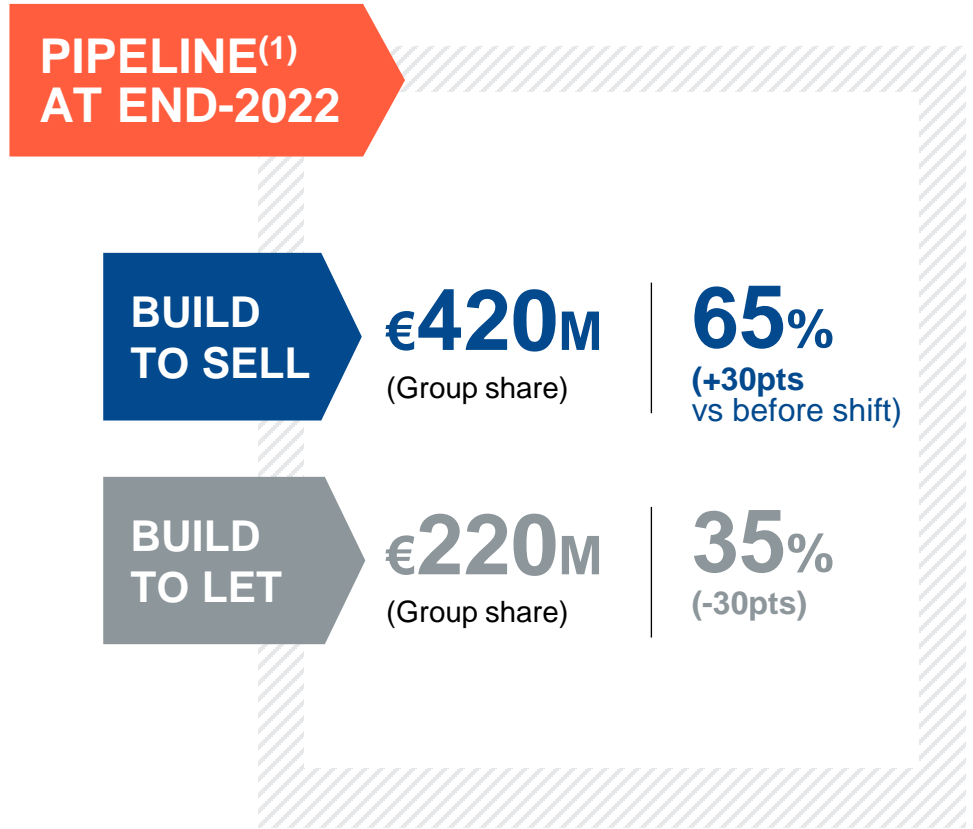 PIPELINE(1)
AT END-2022
BUILD
TO SELL
€420M
(Group share)
65%
(+30pts
vs before shift)
BUILD
TO LET
€220M
(Group share)
35%
(-30pts)